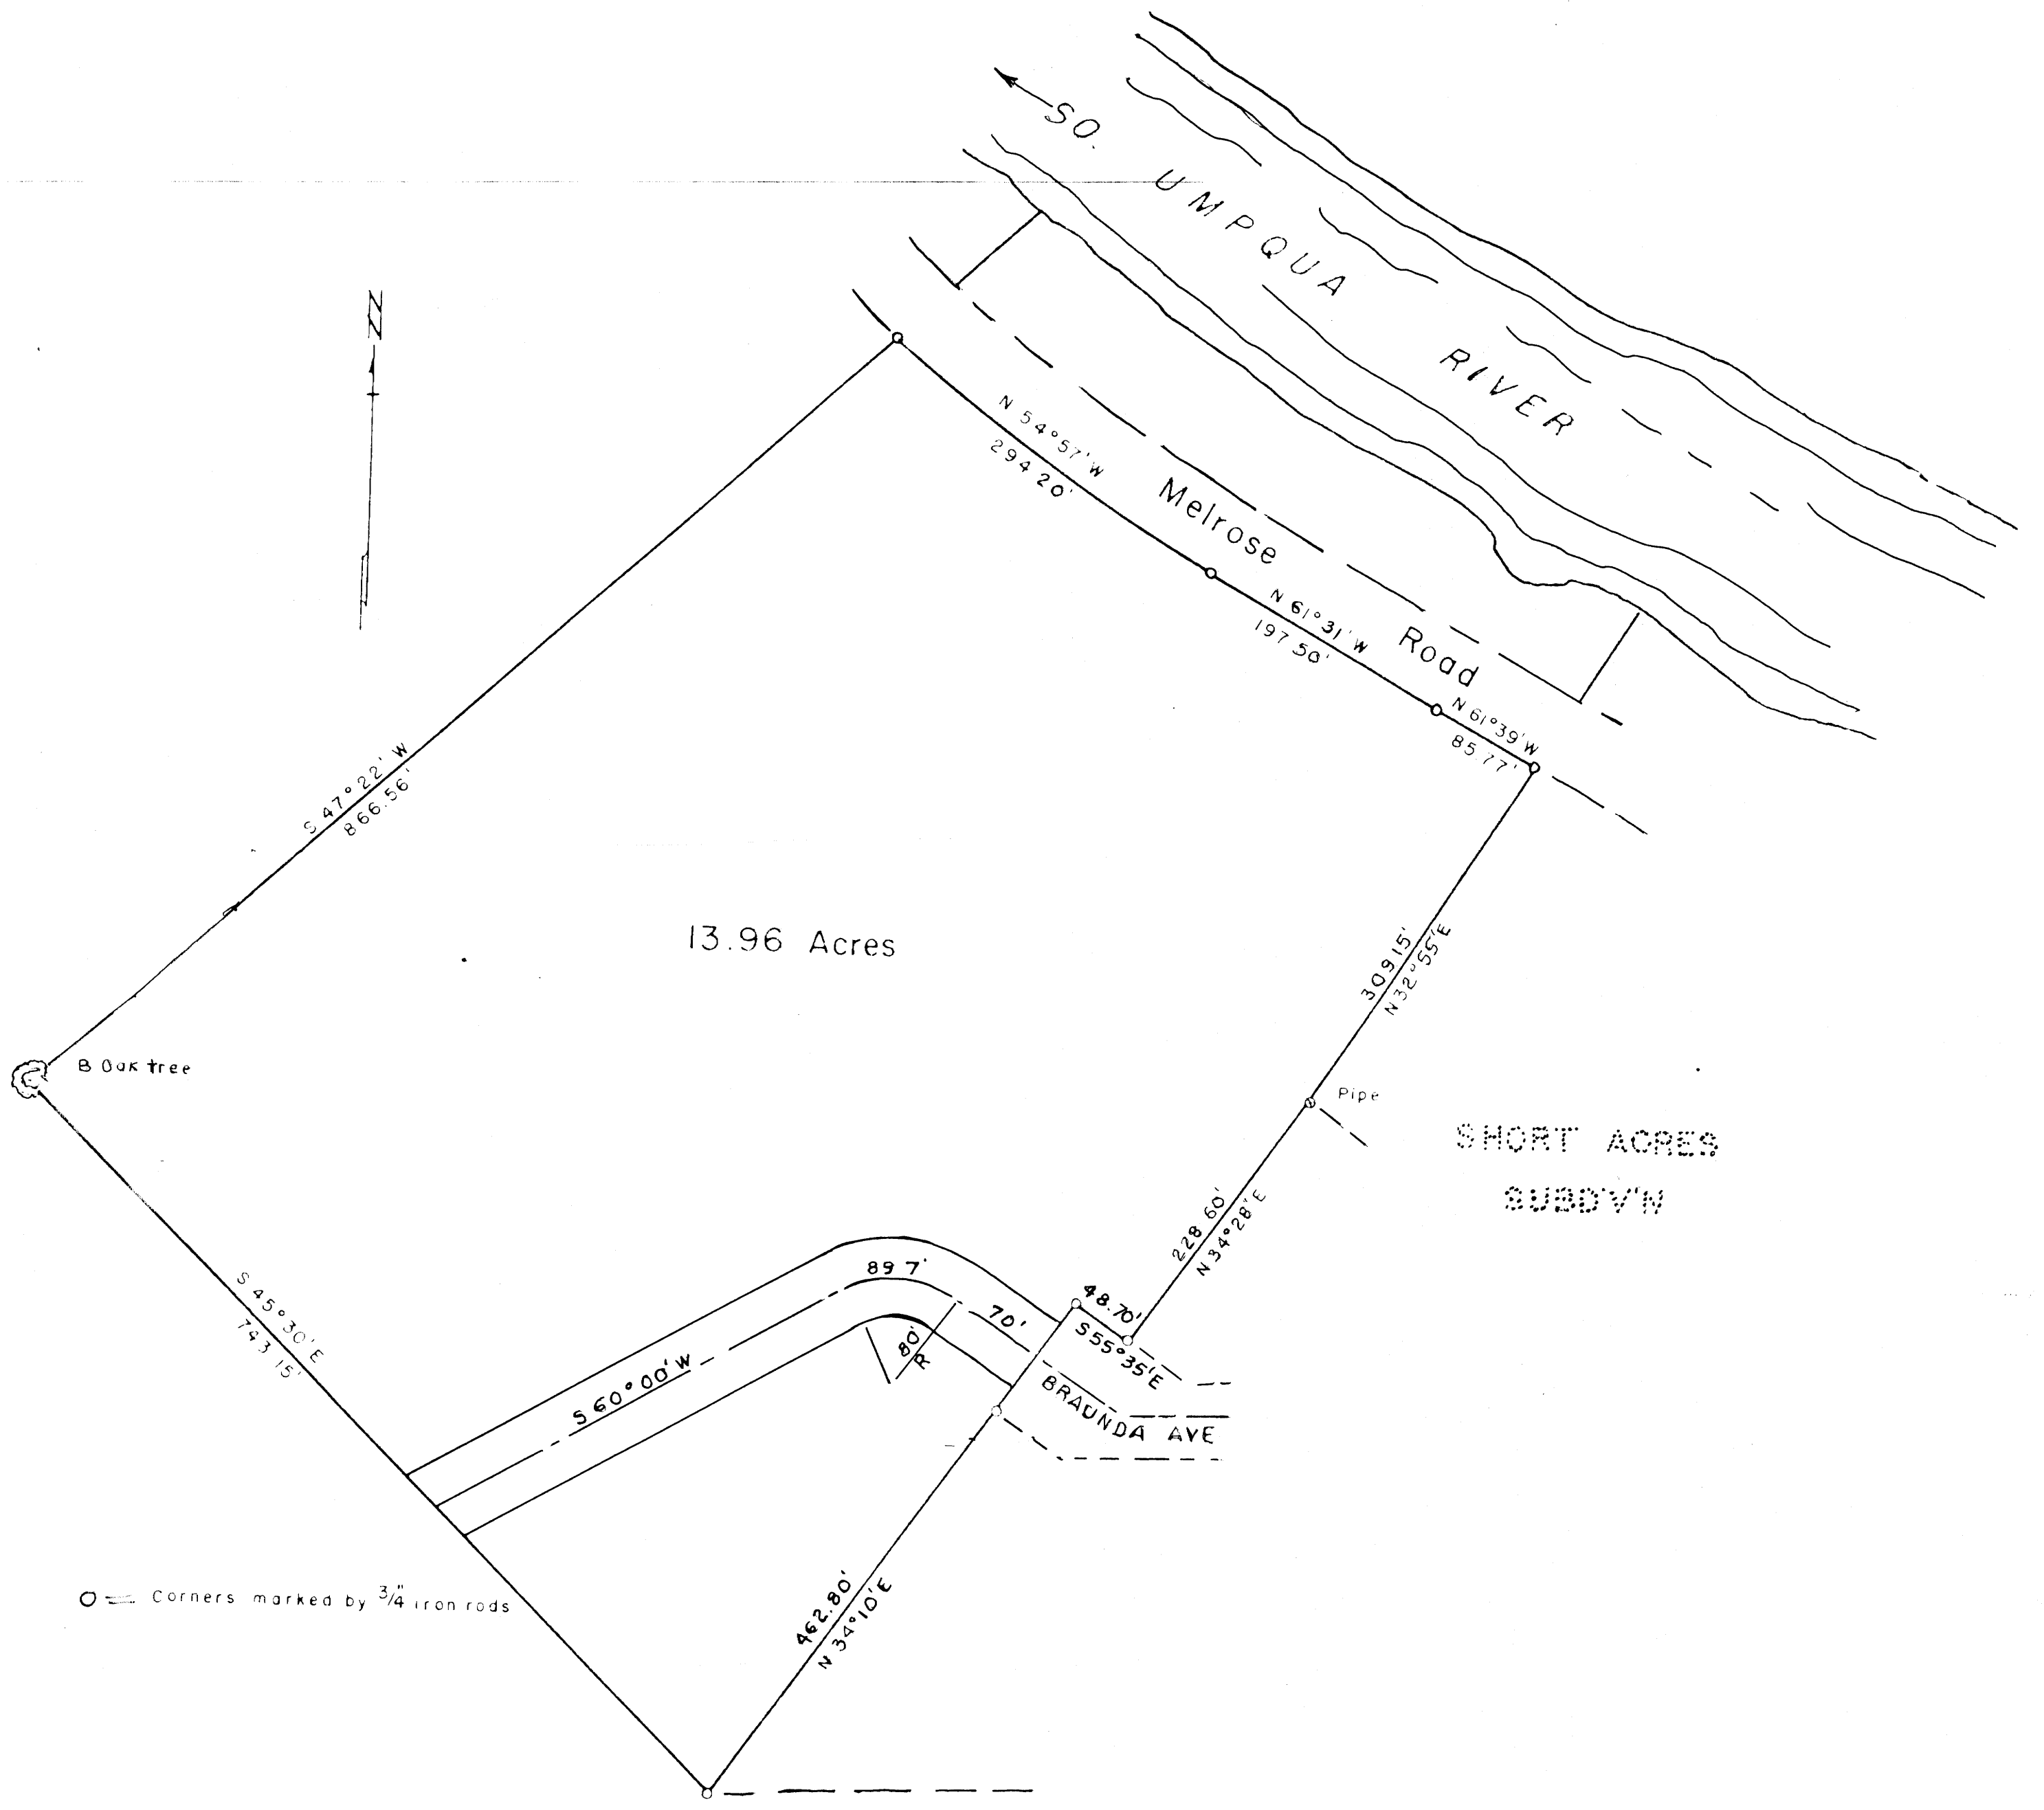 SO. UMPQUA RIVER
N
N 54°57' W
294 20'
Melrose Road
N 61°31' W
197 50'
N 61°39' W
85.77'
S 47°22' W
866.56'
13.96 Acres
309 15'
N 32°55' E
B Oak tree
Pipe
SHORT ACRES
SUBDV'N
228 60'
N 34°28' E
89 7'
48.70'
S 55°35' E
70'
80'
R
S 60°00' W
S 45°30' E
743 15'
BRAUNDA AVE
462.80'
N 34°10' E
O = Corners marked by 3/4" iron rods